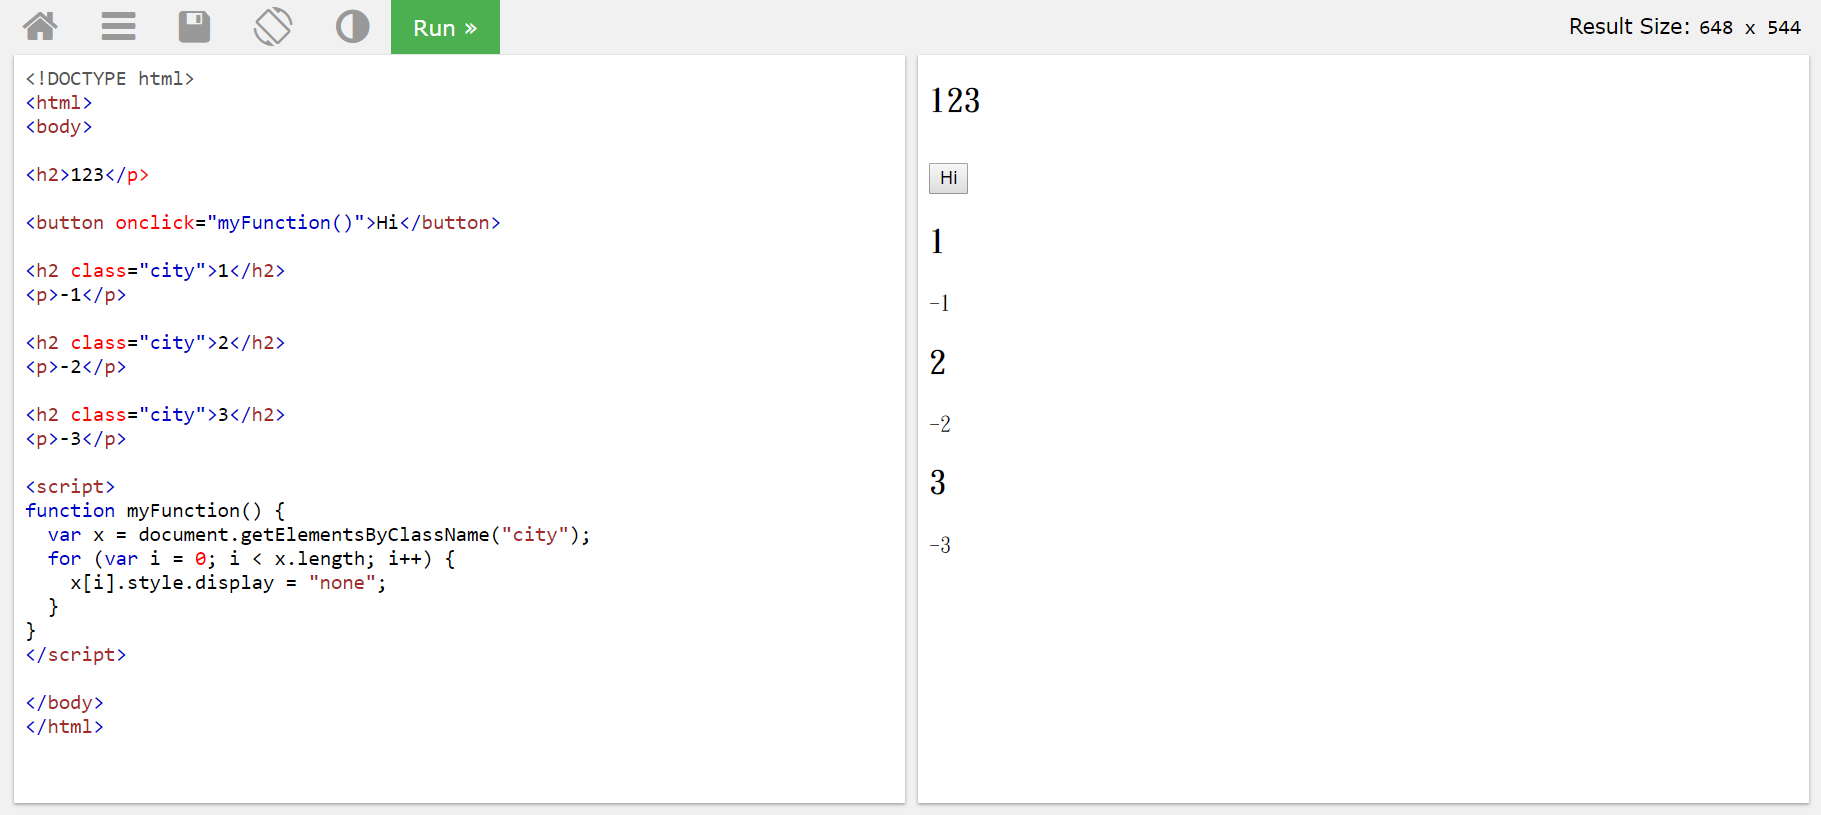 Run »
Result Size: 648 x 544
<!DOCTYPE html>
<html>
<body>
<h2>123</p>
<button onclick="myFunction()">Hi</button>
<h2 class="city">1</h2>
<p>-1</p>
<h2 class="city">2</h2>
<p>-2</p>
<h2 class="city">3</h2>
<p>-3</p>
<script>
function myFunction() {
  var x = document.getElementsByClassName("city");
  for (var i = 0; i < x.length; i++) {
    x[i].style.display = "none";
  }
}
</script>
</body>
</html>
123
Hi
1
-1
2
-2
3
-3